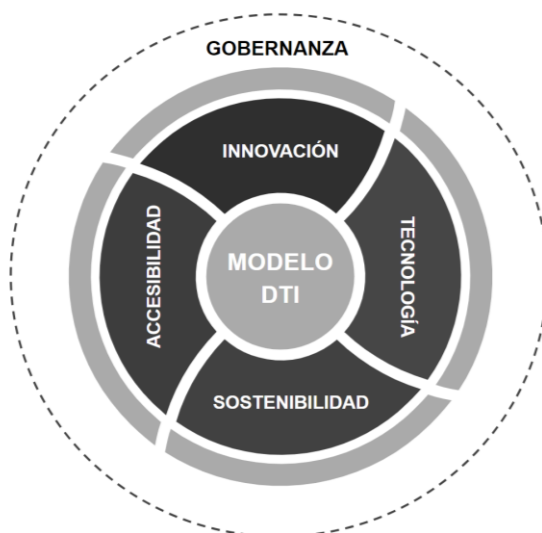 GOBERNANZA
INNOVACIÓN
ACCESIBILIDAD
MODELO
DTI
TECNOLOGÍA
SOSTENIBILIDAD